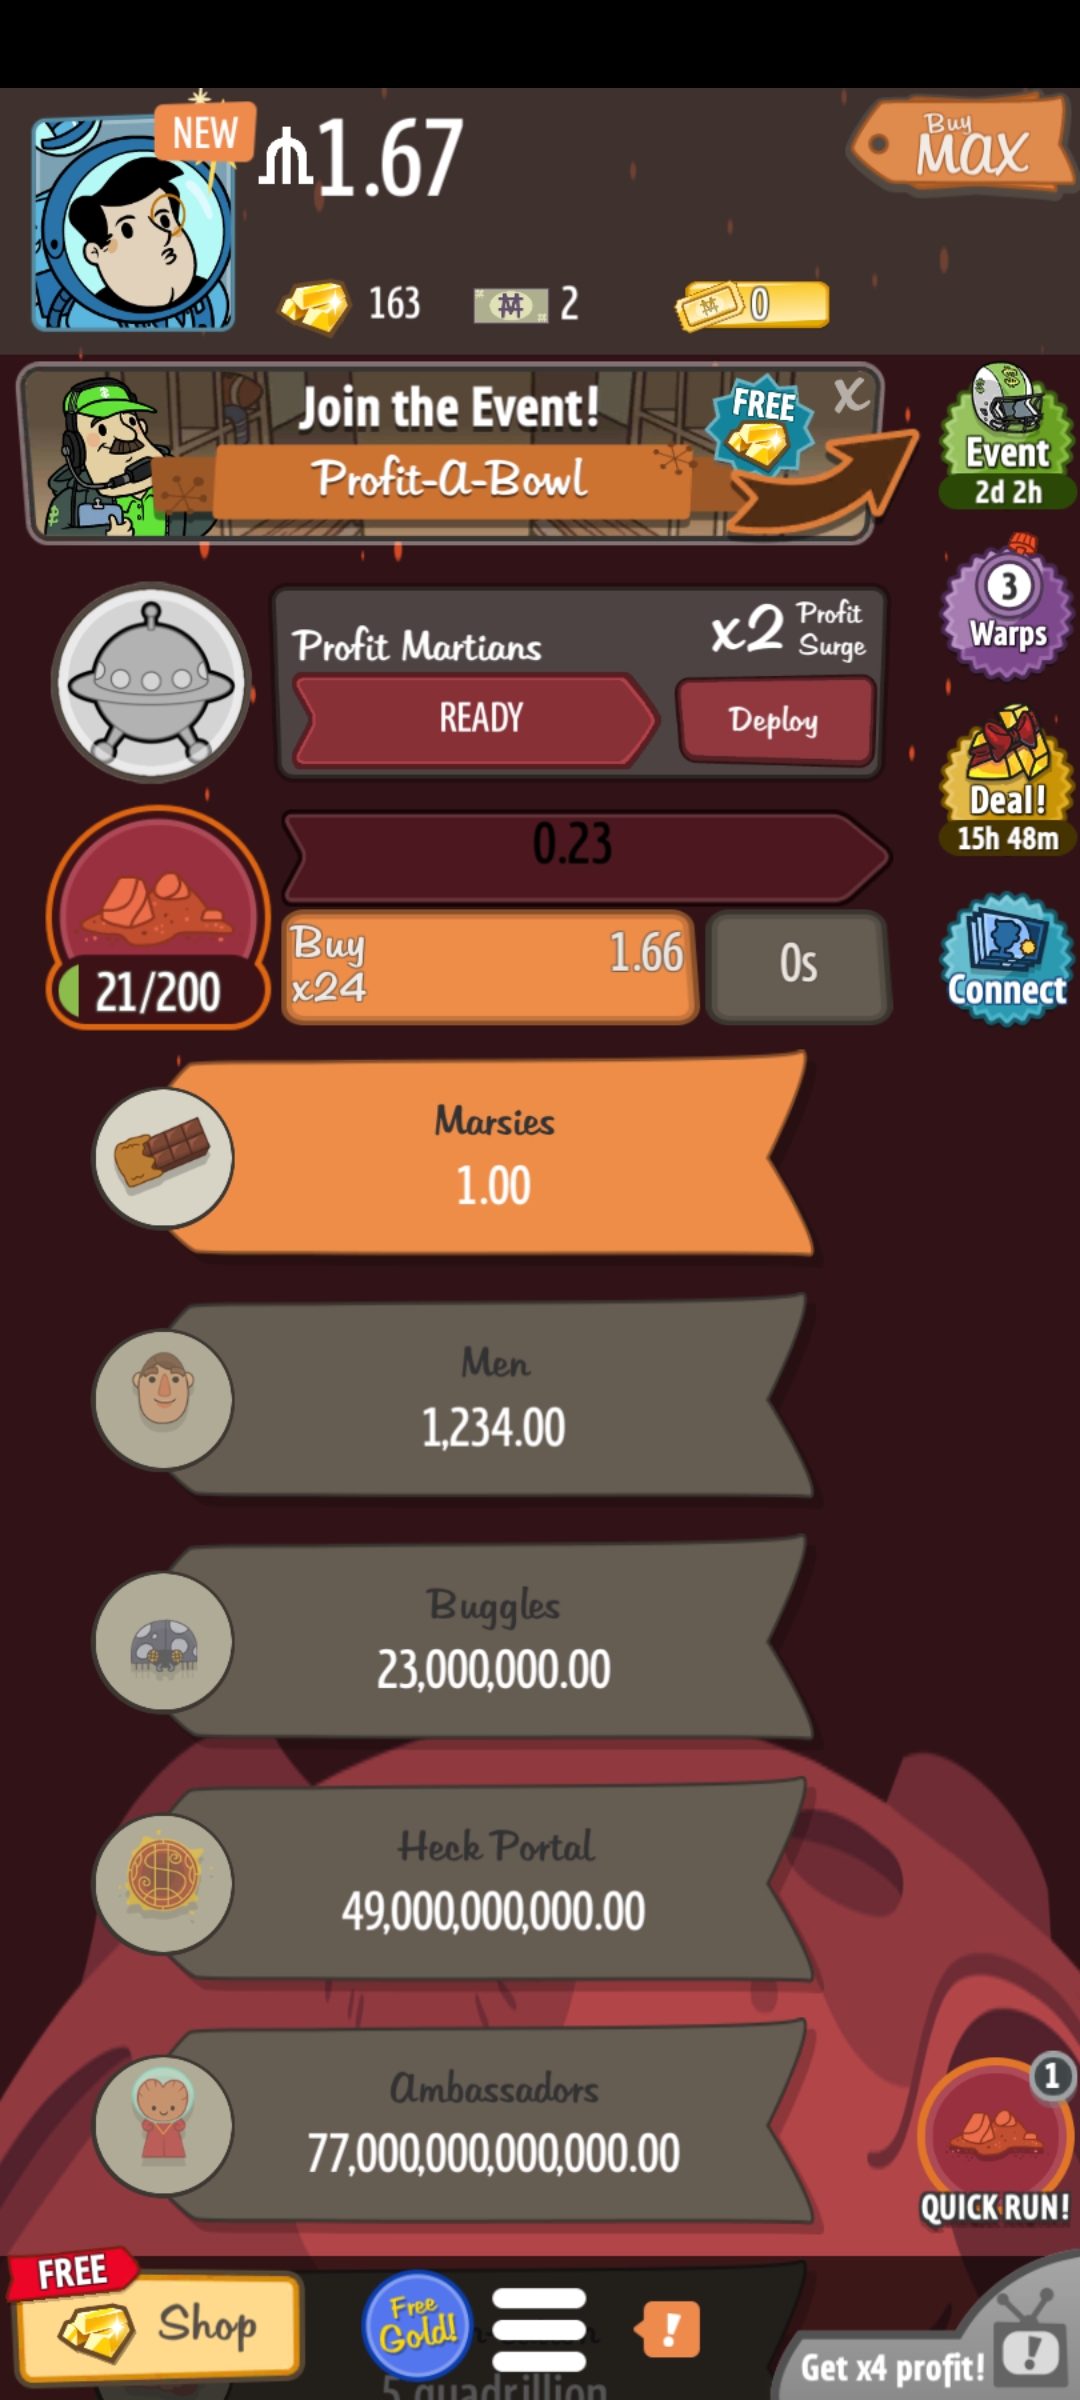 NEW
1.67
Buy
MAX
163
2
0
Join the Event!
FREE
X
Profit-A-Bowl
Event
2d 2h
3
Warps
Profit Martians
x2 Profit
Surge
READY
Deploy
Deal!
15h 48m
0.23
Buy
x24
1.66
0s
21/200
Connect
Marsies
1.00
Men
1,234.00
Buggles
23,000,000.00
Heck Portal
49,000,000,000.00
Ambassadors
77,000,000,000,000.00
1
QUICK RUN!
FREE
Shop
Free
Gold!
!
Get x4 profit!
!
5 quadrillion